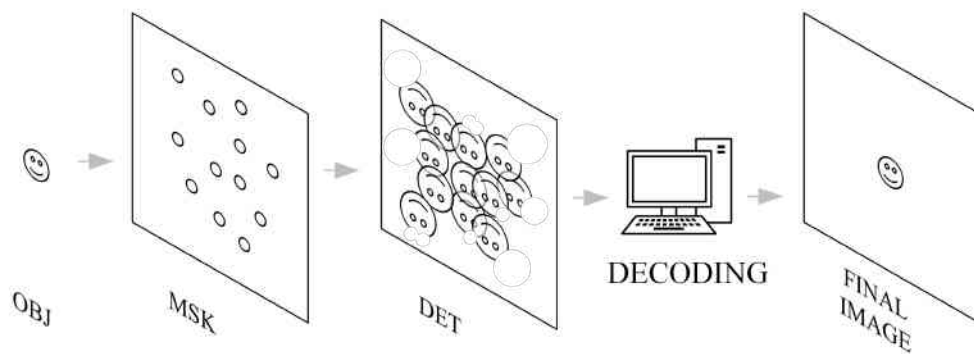 OBJ
MSK
DET
DECODING
FINAL
IMAGE